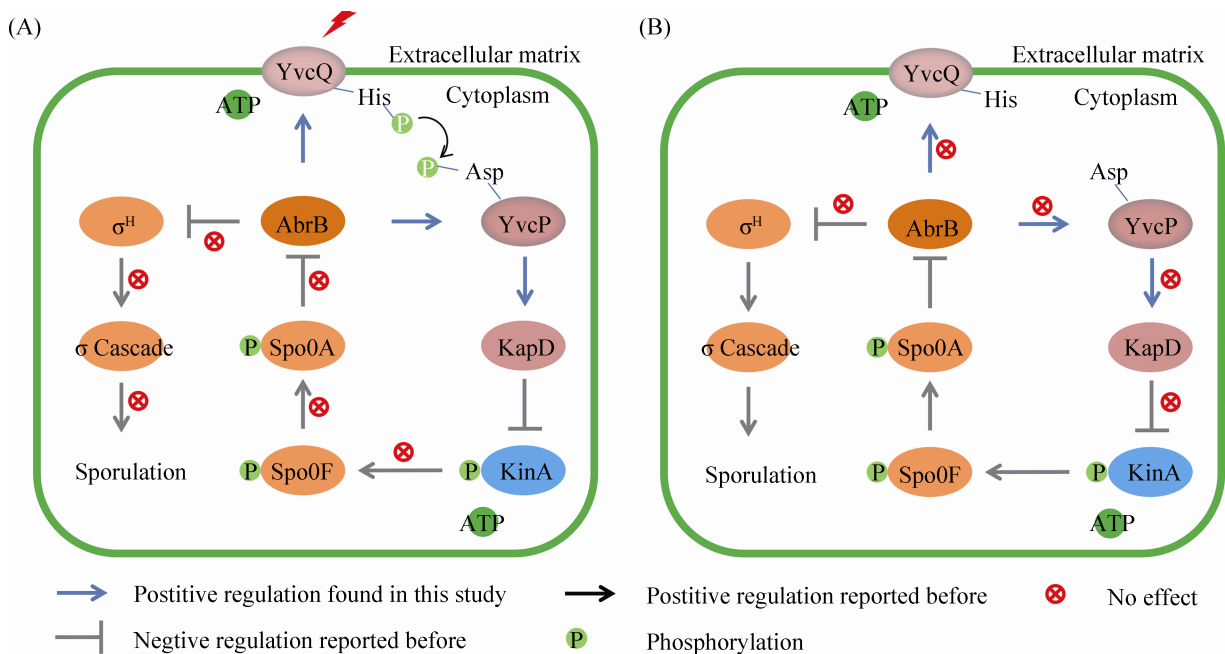 (A)
Extracellular matrix
YvcQ
ATP
His
Cytoplasm
P
P
Asp
σH
AbrB
YvcP
σ Cascade
P
Spo0A
KapD
Sporulation
P
Spo0F
P
KinA
ATP
(B)
Extracellular matrix
YvcQ
ATP
His
Cytoplasm
Asp
σH
AbrB
YvcP
σ Cascade
P
Spo0A
KapD
Sporulation
P
Spo0F
P
KinA
ATP
Postitive regulation found in this study
Postitive regulation reported before
No effect
Negtive regulation reported before
P
Phosphorylation